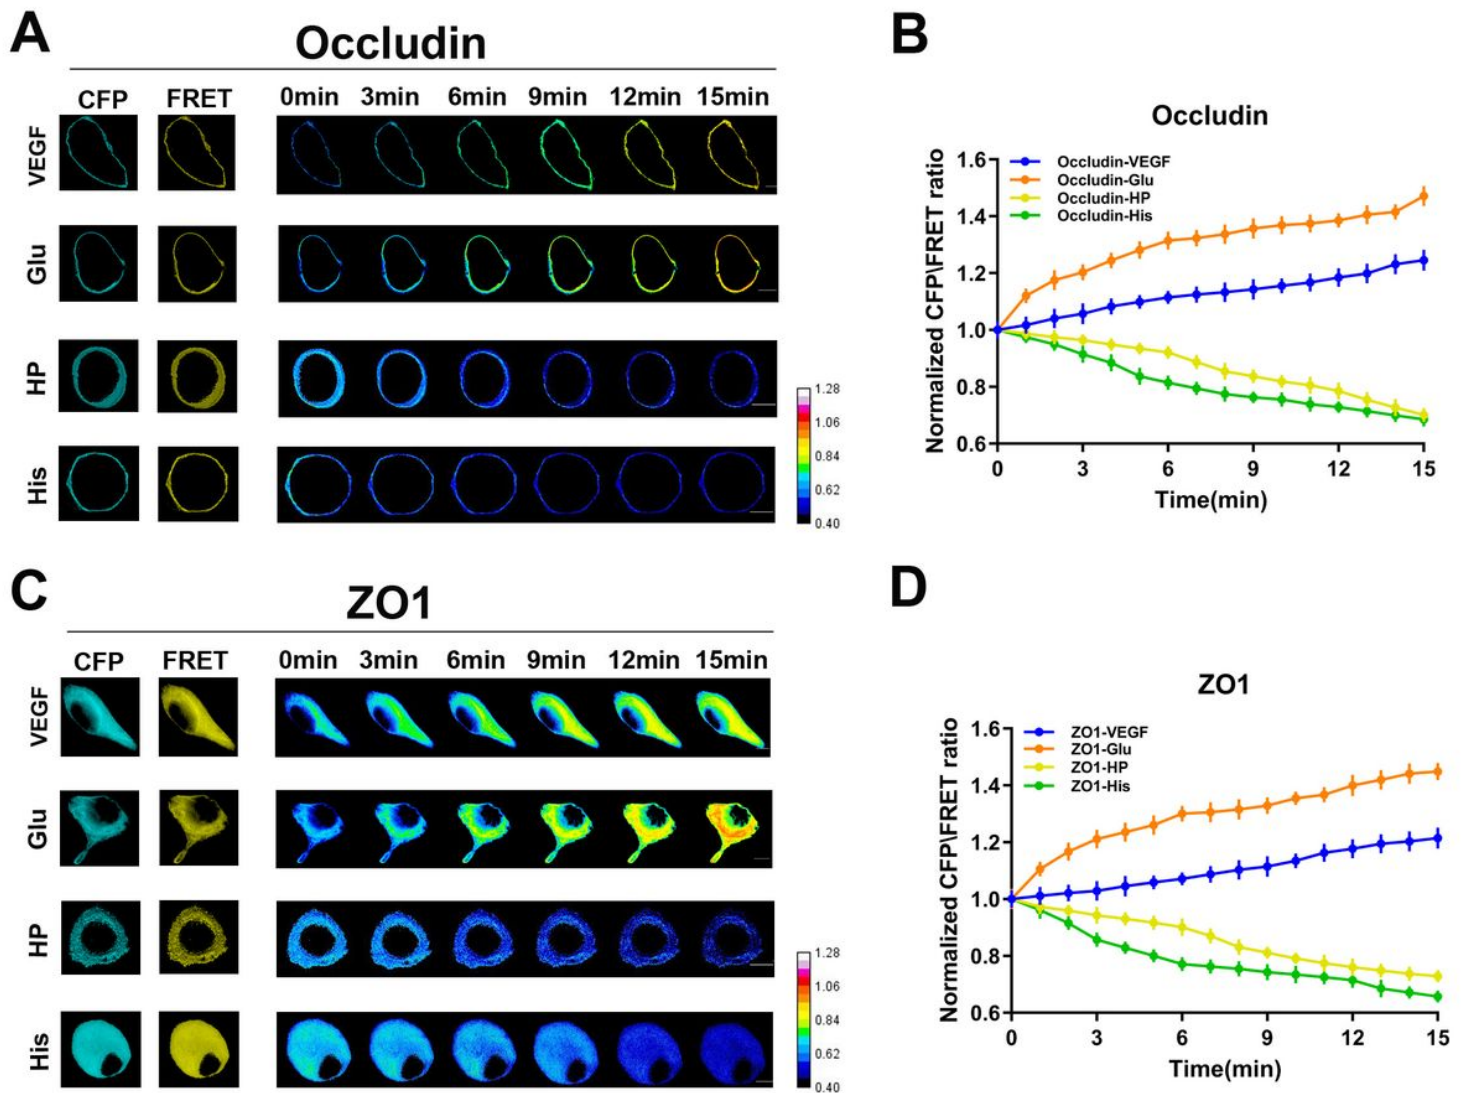 A
Occludin
CFP FRET 0min 3min 6min 9min 12min 15min
VEGF
Glu
HP
His
1.28
1.06
0.84
0.62
0.40
B
Occludin
Occludin-VEGF
Occludin-Glu
Occludin-HP
Occludin-His
Normalized CFP\FRET ratio
1.6
1.4
1.2
1.0
0.8
0.6
0 3 6 9 12 15
Time(min)
C
ZO1
CFP FRET 0min 3min 6min 9min 12min 15min
VEGF
Glu
HP
His
1.28
1.06
0.84
0.62
0.40
D
ZO1
ZO1-VEGF
ZO1-Glu
ZO1-HP
ZO1-His
Normalized CFP\FRET ratio
1.6
1.4
1.2
1.0
0.8
0.6
0 3 6 9 12 15
Time(min)